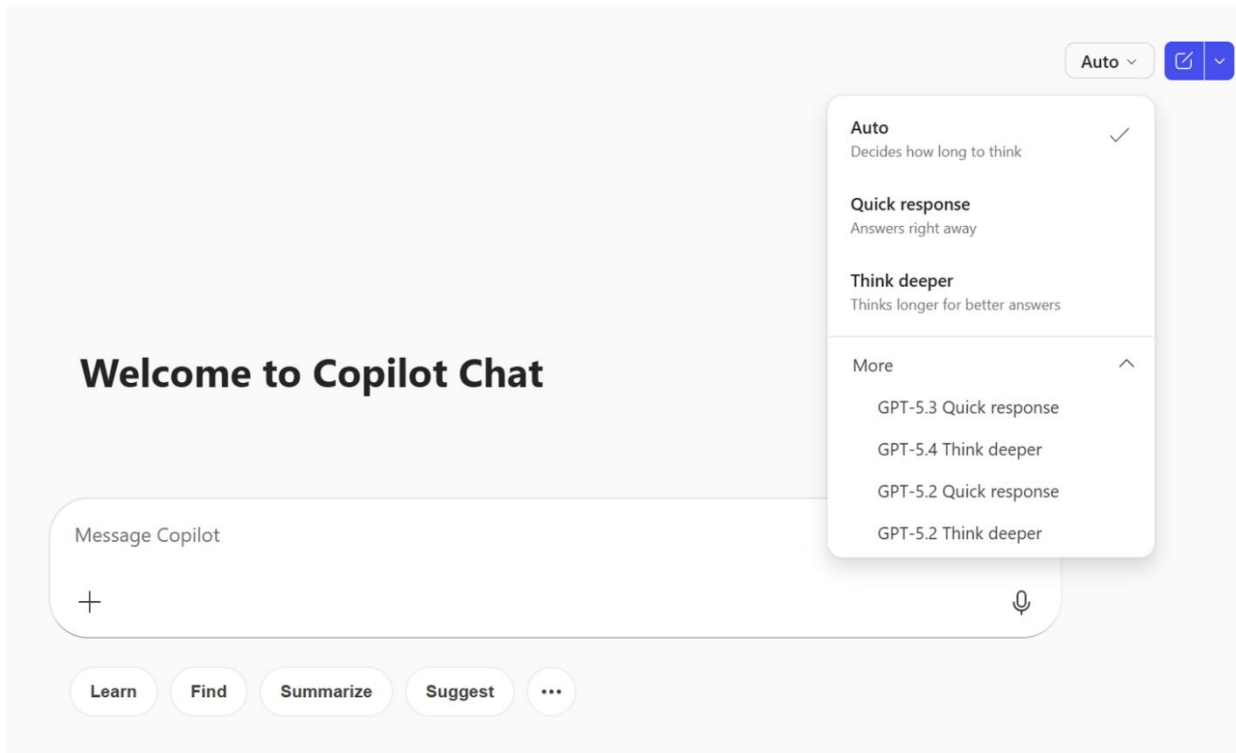 Auto
Auto
Decides how long to think
Quick response
Answers right away
Think deeper
Thinks longer for better answers
More
GPT-5.3 Quick response
GPT-5.4 Think deeper
GPT-5.2 Quick response
GPT-5.2 Think deeper
Welcome to Copilot Chat
Message Copilot
Learn Find Summarize Suggest